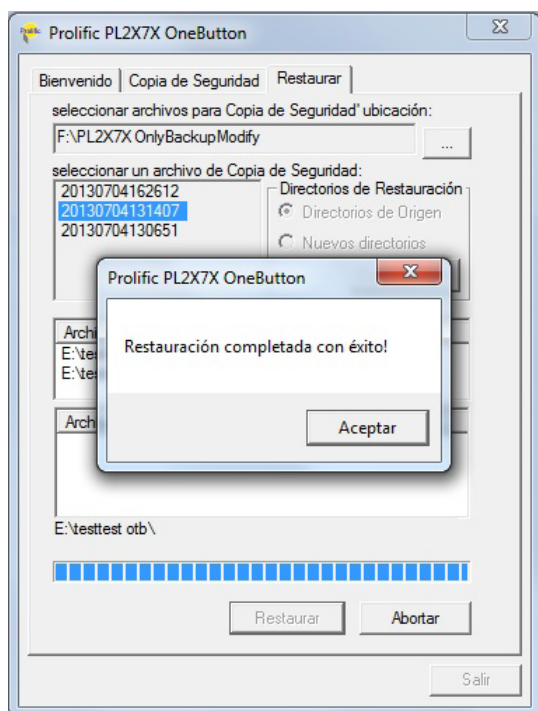 Prolific PL2X7X OneButton
Bienvenido
Copia de Seguridad
Restaurar
seleccionar archivos para Copia de Seguridad' ubicación:
F:\PL2X7X OnlyBackupModify
...
seleccionar un archivo de Copia de Seguridad:
20130704162612
20130704131407
20130704130651
Directorios de Restauración
Directorios de Origen
Nuevos directorios
Prolific PL2X7X OneButton
Restauración completada con éxito!
Aceptar
E:\testtest otb\
Restaurar
Abortar
Salir